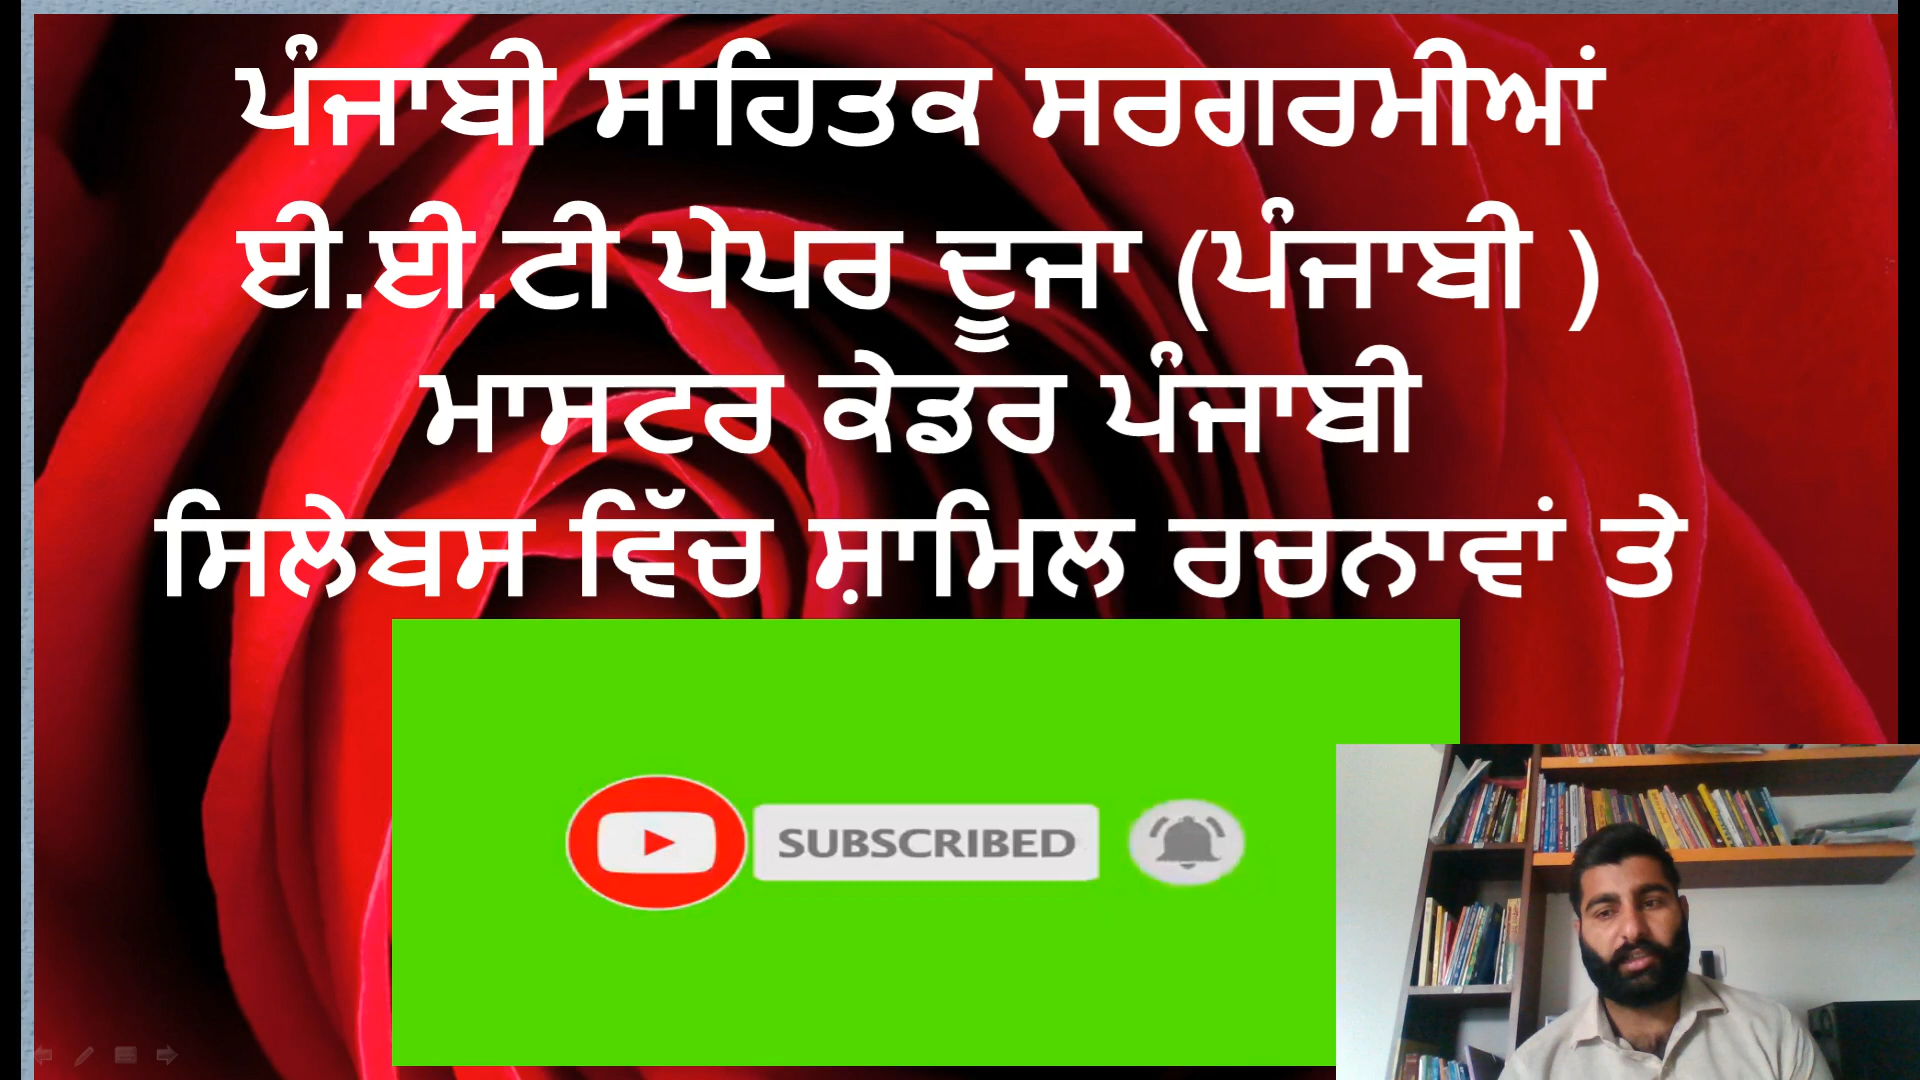 ਪੰਜਾਬੀ ਸਾਹਿਤਕ ਸਰਗਰਮੀਆਂ
ਈ.ਈ.ਟੀ ਪੇਪਰ ਦੂਜਾ (ਪੰਜਾਬੀ )
ਮਾਸਟਰ ਕੇਡਰ ਪੰਜਾਬੀ
ਸਿਲੇਬਸ ਵਿੱਚ ਸ਼ਾਮਿਲ ਰਚਨਾਵਾਂ ਤੇ
SUBSCRIBED